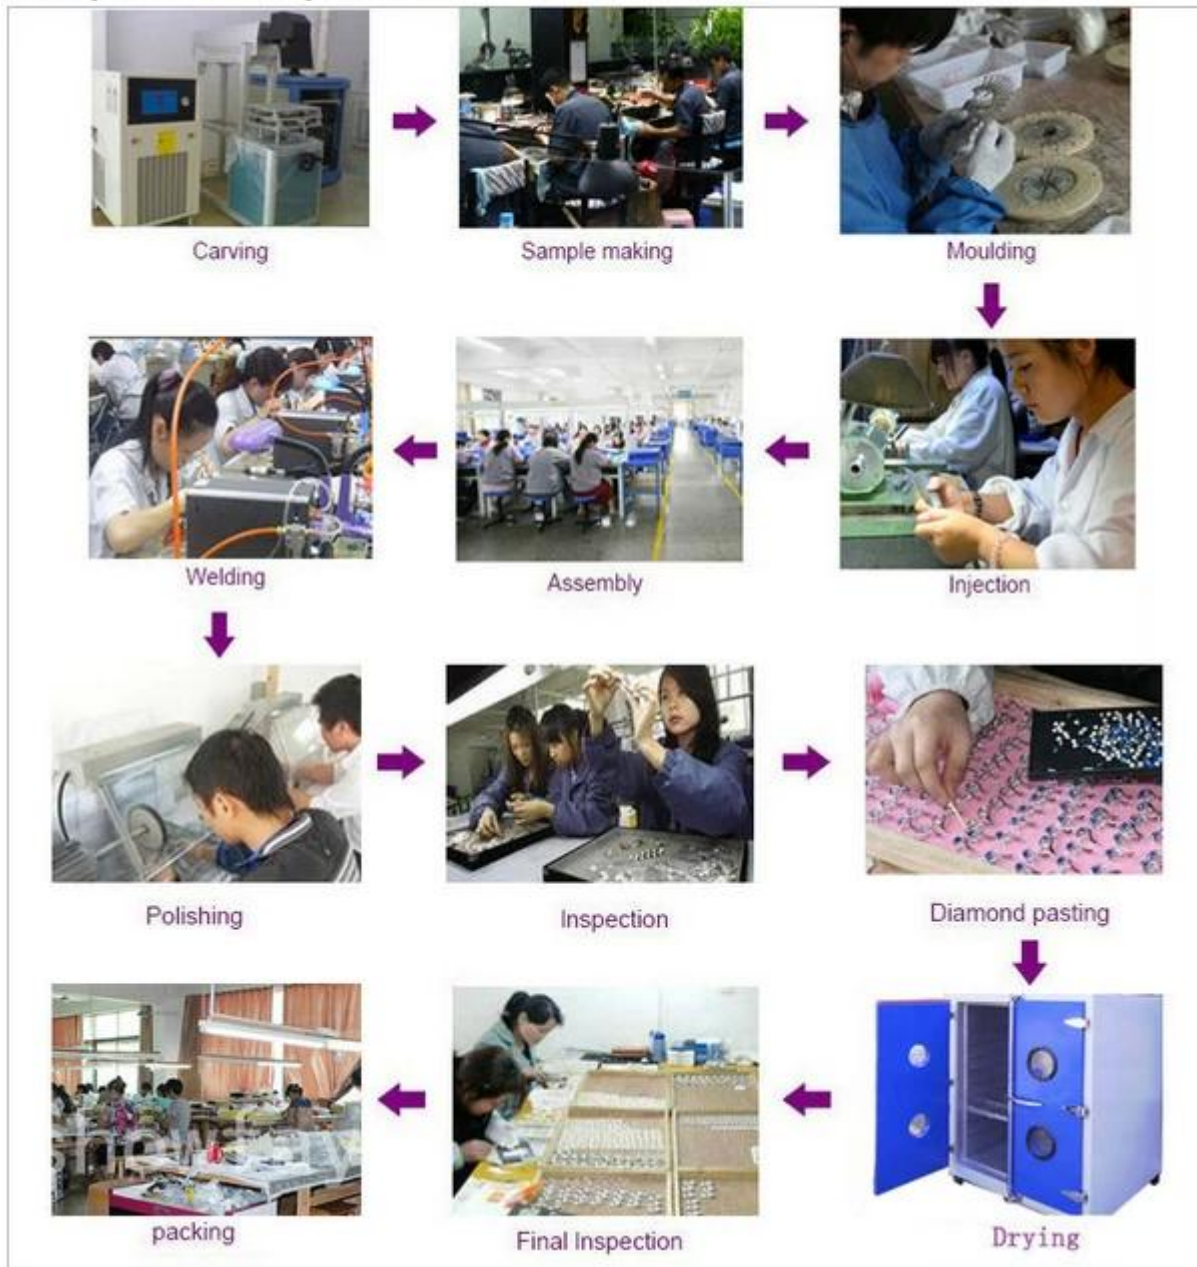 Carving
Sample making
Moulding
Injection
Assembly
Welding
Polishing
Inspection
Diamond pasting
Drying
Final Inspection
packing